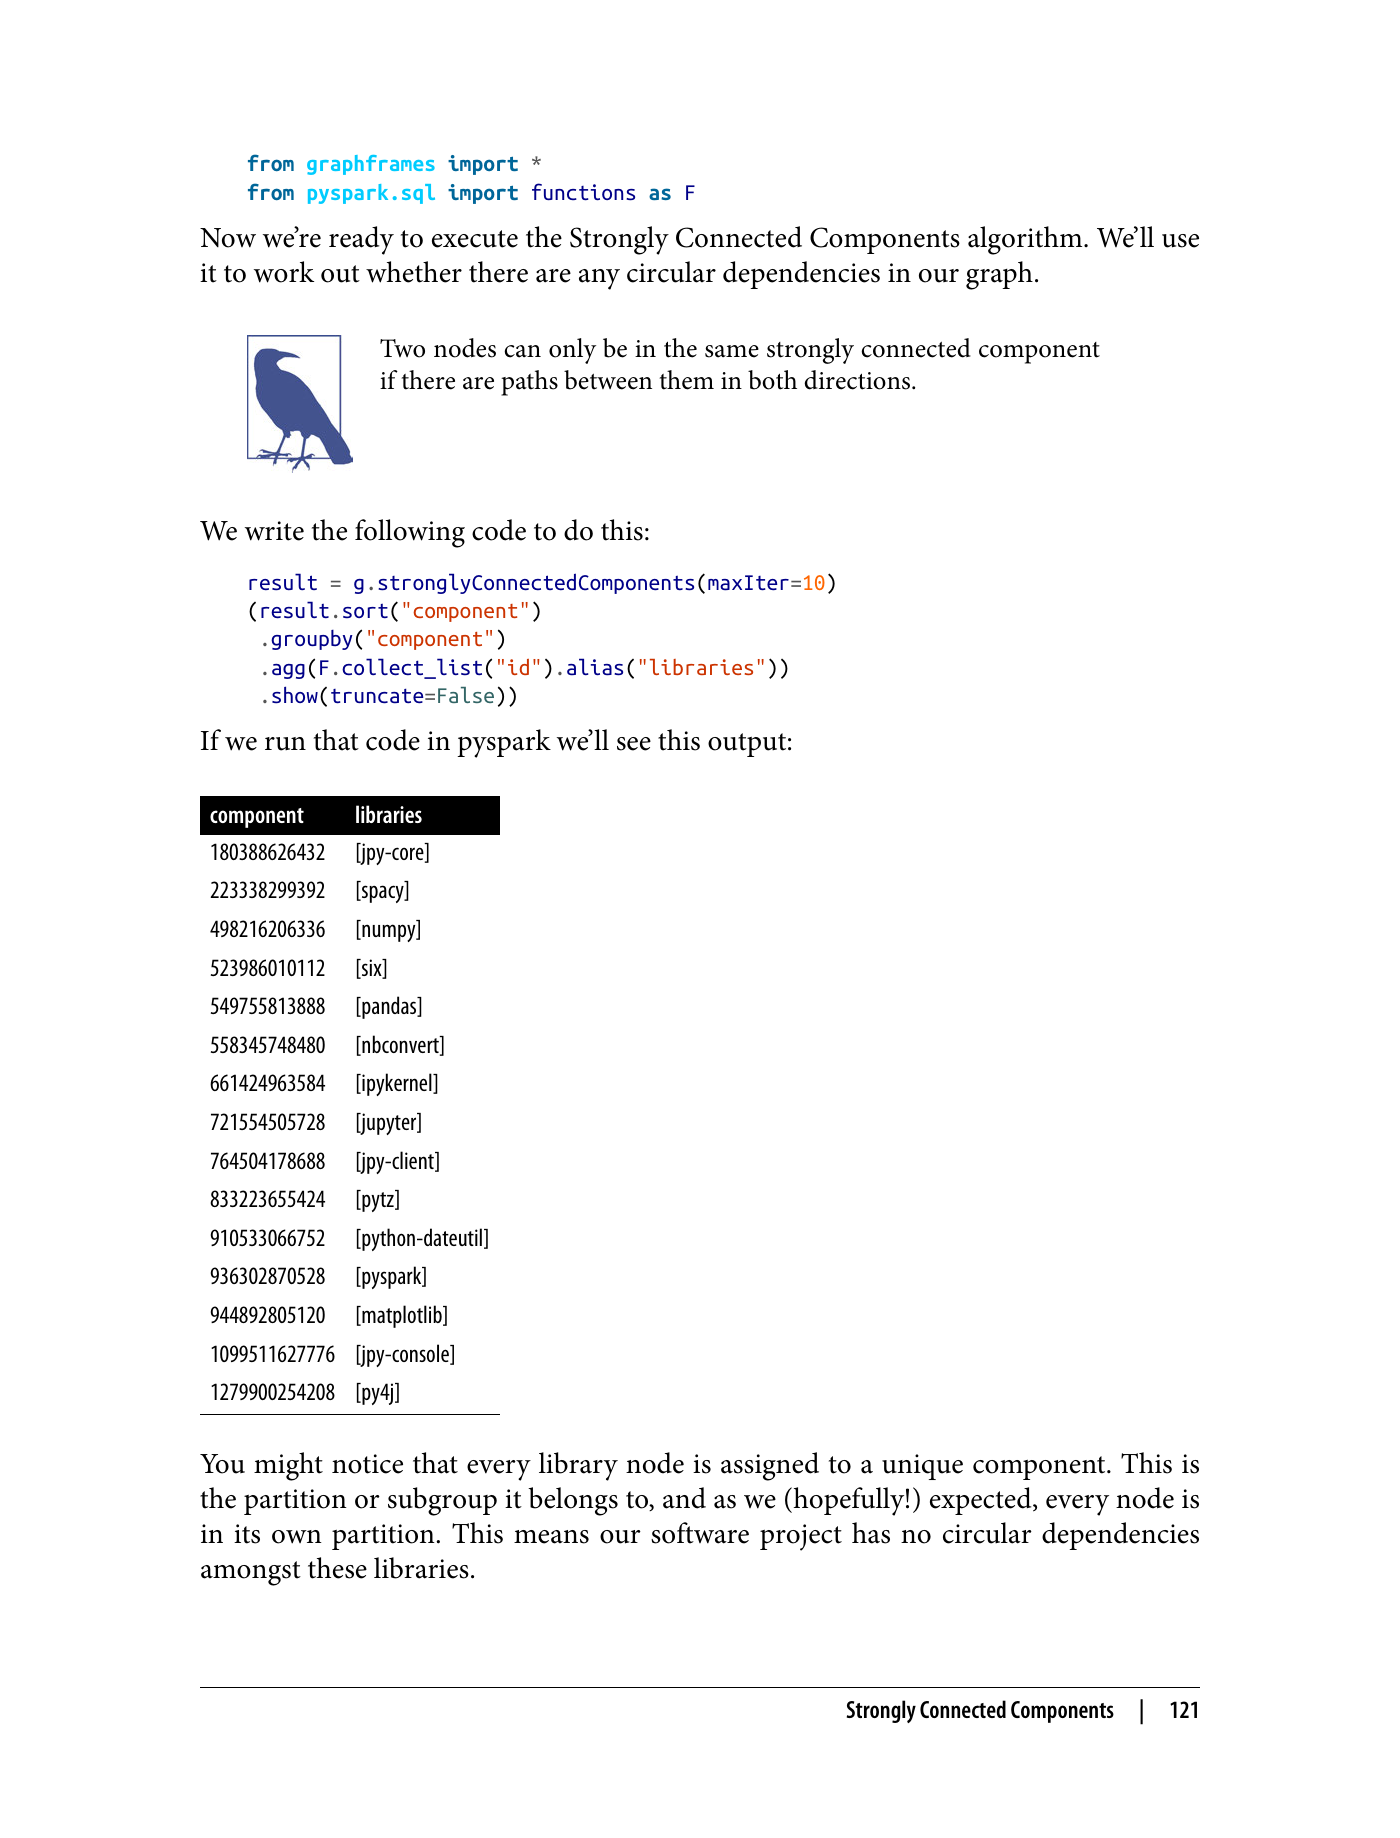 from graphframes import *
from pyspark.sql import functions as F
Now we’re ready to execute the Strongly Connected Components algorithm. We’ll use
it to work out whether there are any circular dependencies in our graph.
Two nodes can only be in the same strongly connected component
if there are paths between them in both directions.
We write the following code to do this:
result = g.stronglyConnectedComponents(maxIter=10)
(result.sort("component")
 .groupby("component")
 .agg(F.collect_list("id").alias("libraries"))
 .show(truncate=False))
If we run that code in pyspark we’ll see this output:
component libraries
180388626432 [jpy-core]
223338299392 [spacy]
498216206336 [numpy]
523986010112 [six]
549755813888 [pandas]
558345748480 [nbconvert]
661424963584 [ipykernel]
721554505728 [jupyter]
764504178688 [jpy-client]
833223655424 [pytz]
910533066752 [python-dateutil]
936302870528 [pyspark]
944892805120 [matplotlib]
1099511627776 [jpy-console]
1279900254208 [py4j]
You might notice that every library node is assigned to a unique component. This is
the partition or subgroup it belongs to, and as we (hopefully!) expected, every node is
in its own partition. This means our software project has no circular dependencies
amongst these libraries.
Strongly Connected Components | 121